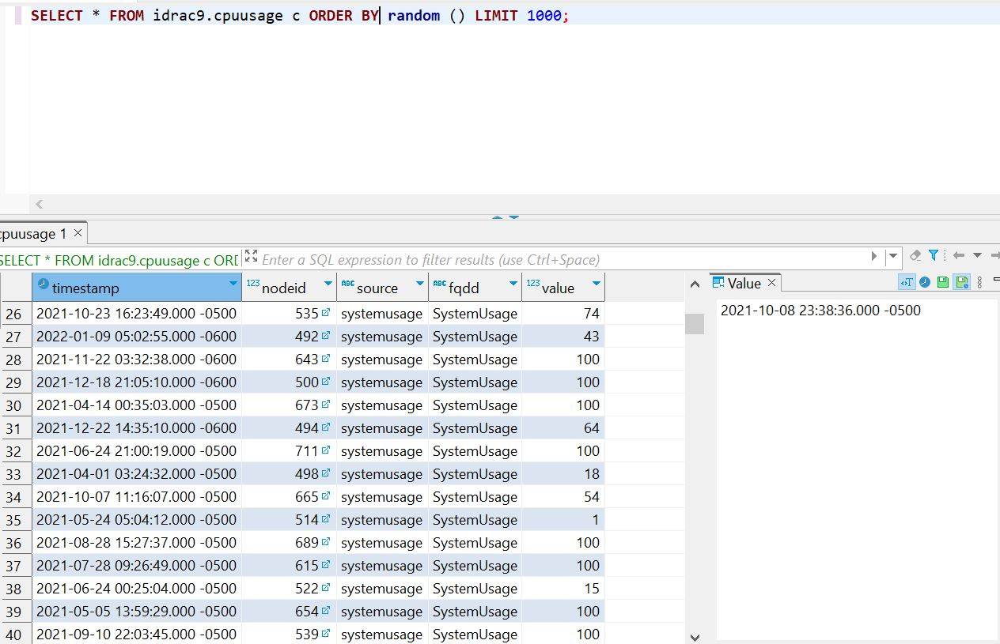 SELECT * FROM idrac9.cpuusage c ORDER BY random () LIMIT 1000;
cpuusage 1
SELECT * FROM idrac9.cpuusage c ORD
Enter a SQL expression to filter results (use Ctrl+Space)
timestamp 123 nodeid ABC source ABC fqdd 123 value
26 2021-10-23 16:23:49.000 -0500 535 systemusage SystemUsage 74
27 2022-01-09 05:02:55.000 -0600 492 systemusage SystemUsage 43
28 2021-11-22 03:32:38.000 -0600 643 systemusage SystemUsage 100
29 2021-12-18 21:05:10.000 -0600 500 systemusage SystemUsage 100
30 2021-04-14 00:35:03.000 -0500 673 systemusage SystemUsage 100
31 2021-12-22 14:35:10.000 -0600 494 systemusage SystemUsage 64
32 2021-06-24 21:00:19.000 -0500 711 systemusage SystemUsage 100
33 2021-04-01 03:24:32.000 -0500 498 systemusage SystemUsage 18
34 2021-10-07 11:16:07.000 -0500 665 systemusage SystemUsage 54
35 2021-05-24 05:04:12.000 -0500 514 systemusage SystemUsage 1
36 2021-08-28 15:27:37.000 -0500 689 systemusage SystemUsage 100
37 2021-07-28 09:26:49.000 -0500 615 systemusage SystemUsage 100
38 2021-06-24 00:25:04.000 -0500 522 systemusage SystemUsage 15
39 2021-05-05 13:59:29.000 -0500 654 systemusage SystemUsage 100
40 2021-09-10 22:03:45.000 -0500 539 systemusage SystemUsage 100
Value
2021-10-08 23:38:36.000 -0500